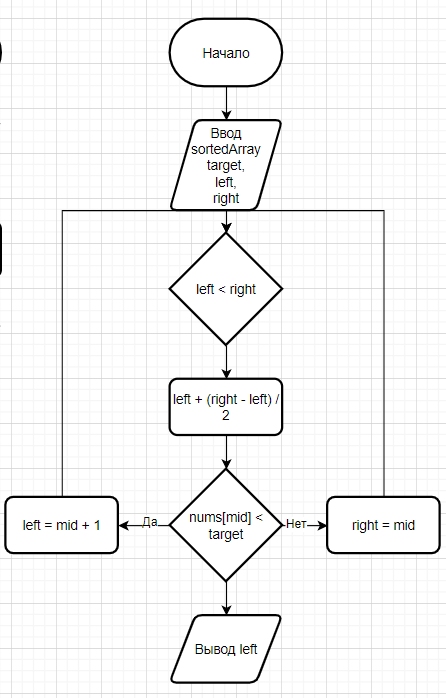 Начало
Ввод
sortedArray
target,
left,
right
left < right
left + (right - left) /
2
nums[mid] <
target
Да
Нет
left = mid + 1
right = mid
Вывод left